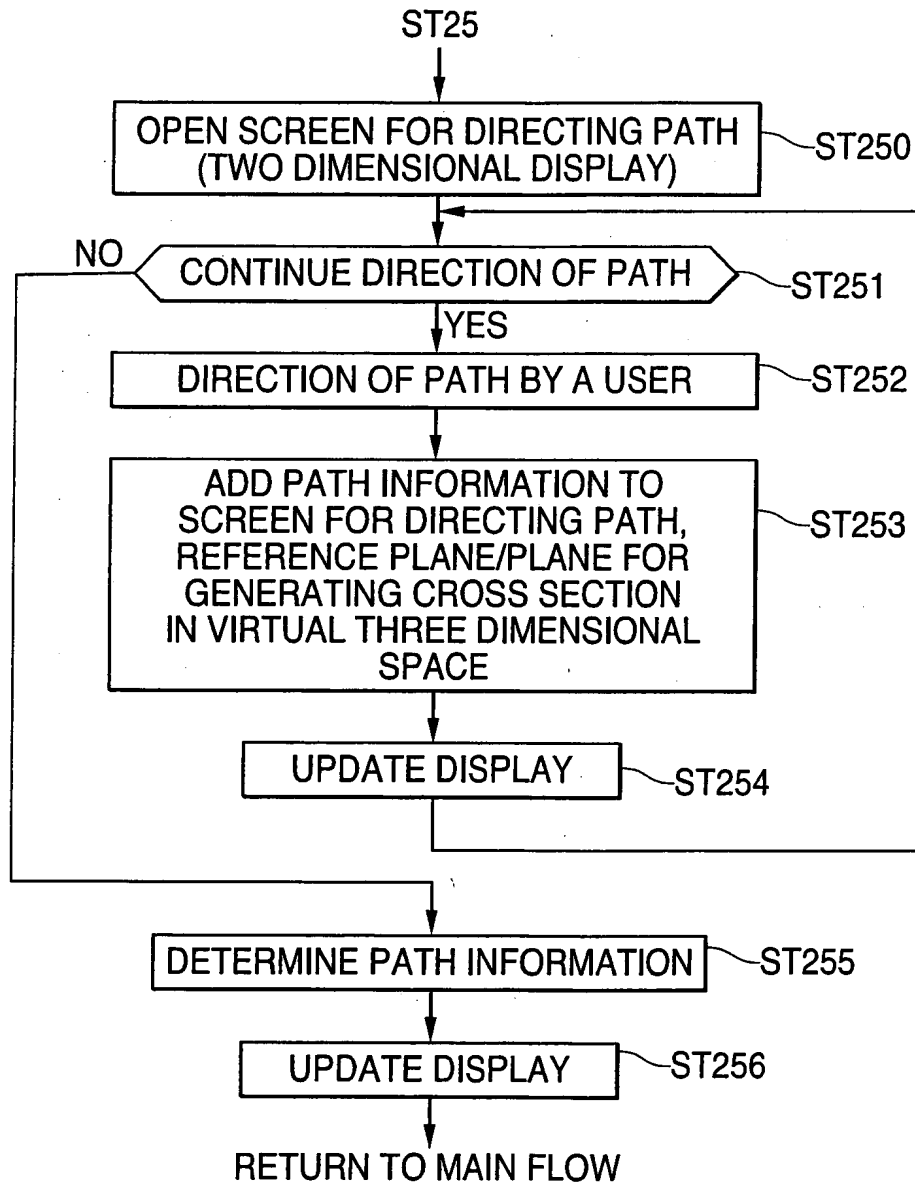 ST25
OPEN SCREEN FOR DIRECTING PATH
(TWO DIMENSIONAL DISPLAY)
ST250
NO
CONTINUE DIRECTION OF PATH
ST251
YES
DIRECTION OF PATH BY A USER
ST252
ADD PATH INFORMATION TO
SCREEN FOR DIRECTING PATH,
REFERENCE PLANE/PLANE FOR
GENERATING CROSS SECTION
IN VIRTUAL THREE DIMENSIONAL
SPACE
ST253
UPDATE DISPLAY
ST254
DETERMINE PATH INFORMATION
ST255
UPDATE DISPLAY
ST256
RETURN TO MAIN FLOW